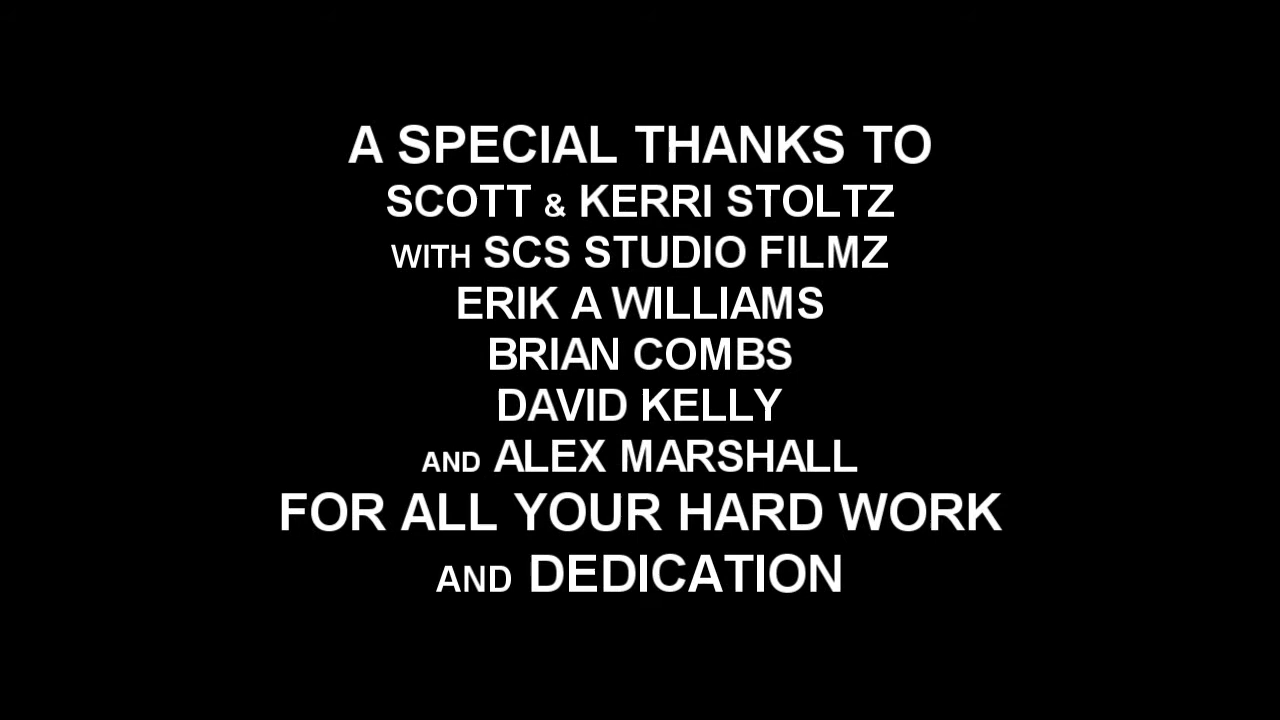 A SPECIAL THANKS TO
SCOTT & KERRI STOLTZ
WITH SCS STUDIO FILMZ
ERIK A WILLIAMS
BRIAN COMBS
DAVID KELLY
AND ALEX MARSHALL
FOR ALL YOUR HARD WORK
AND DEDICATION